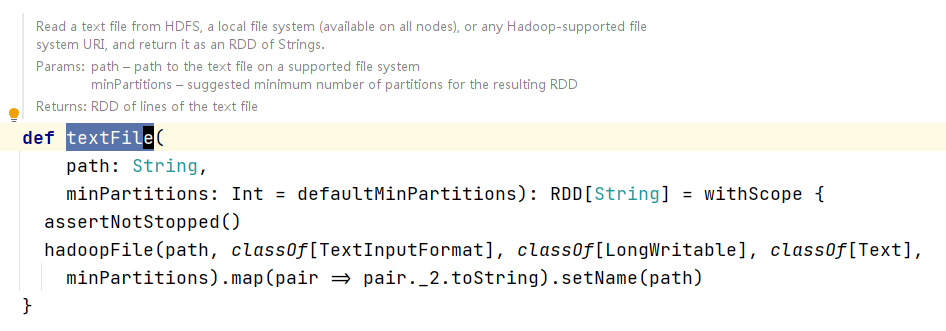 Read a text file from HDFS, a local file system (available on all nodes), or any Hadoop-supported file
system URI, and return it as an RDD of Strings.
Params: path – path to the text file on a supported file system
minPartitions – suggested minimum number of partitions for the resulting RDD
Returns: RDD of lines of the text file
def textFile(
path: String,
minPartitions: Int = defaultMinPartitions): RDD[String] = withScope {
assertNotStopped()
hadoopFile(path, classOf[TextInputFormat], classOf[LongWritable], classOf[Text],
minPartitions).map(pair ⇒ pair._2.toString).setName(path)
}